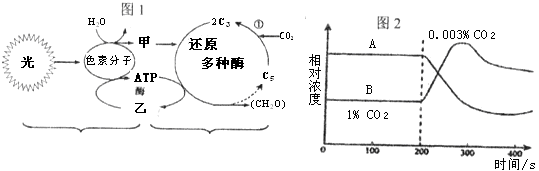 图1
H₂O
甲
光
色素分子
ATP
酶
乙
2C₃
①
CO₂
还原
多种酶
C₅
(CH₂O)
图2
0.003% CO₂
A
B
1% CO₂
相对浓度
100 200 300 400
时间/s